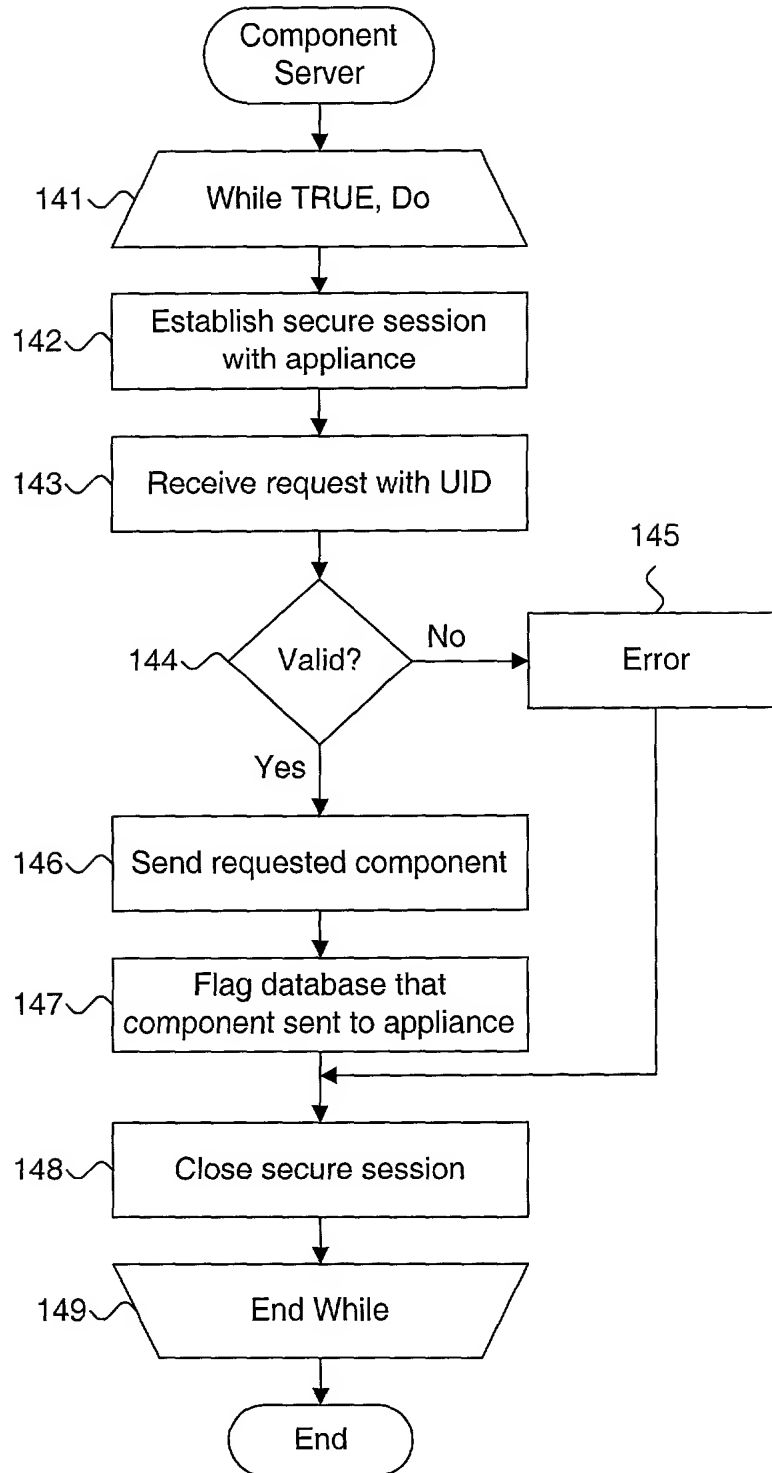 Component
Server
141
While TRUE, Do
142
Establish secure session
with appliance
143
Receive request with UID
144
Valid?
No
145
Error
Yes
146
Send requested component
147
Flag database that
component sent to appliance
148
Close secure session
149
End While
End